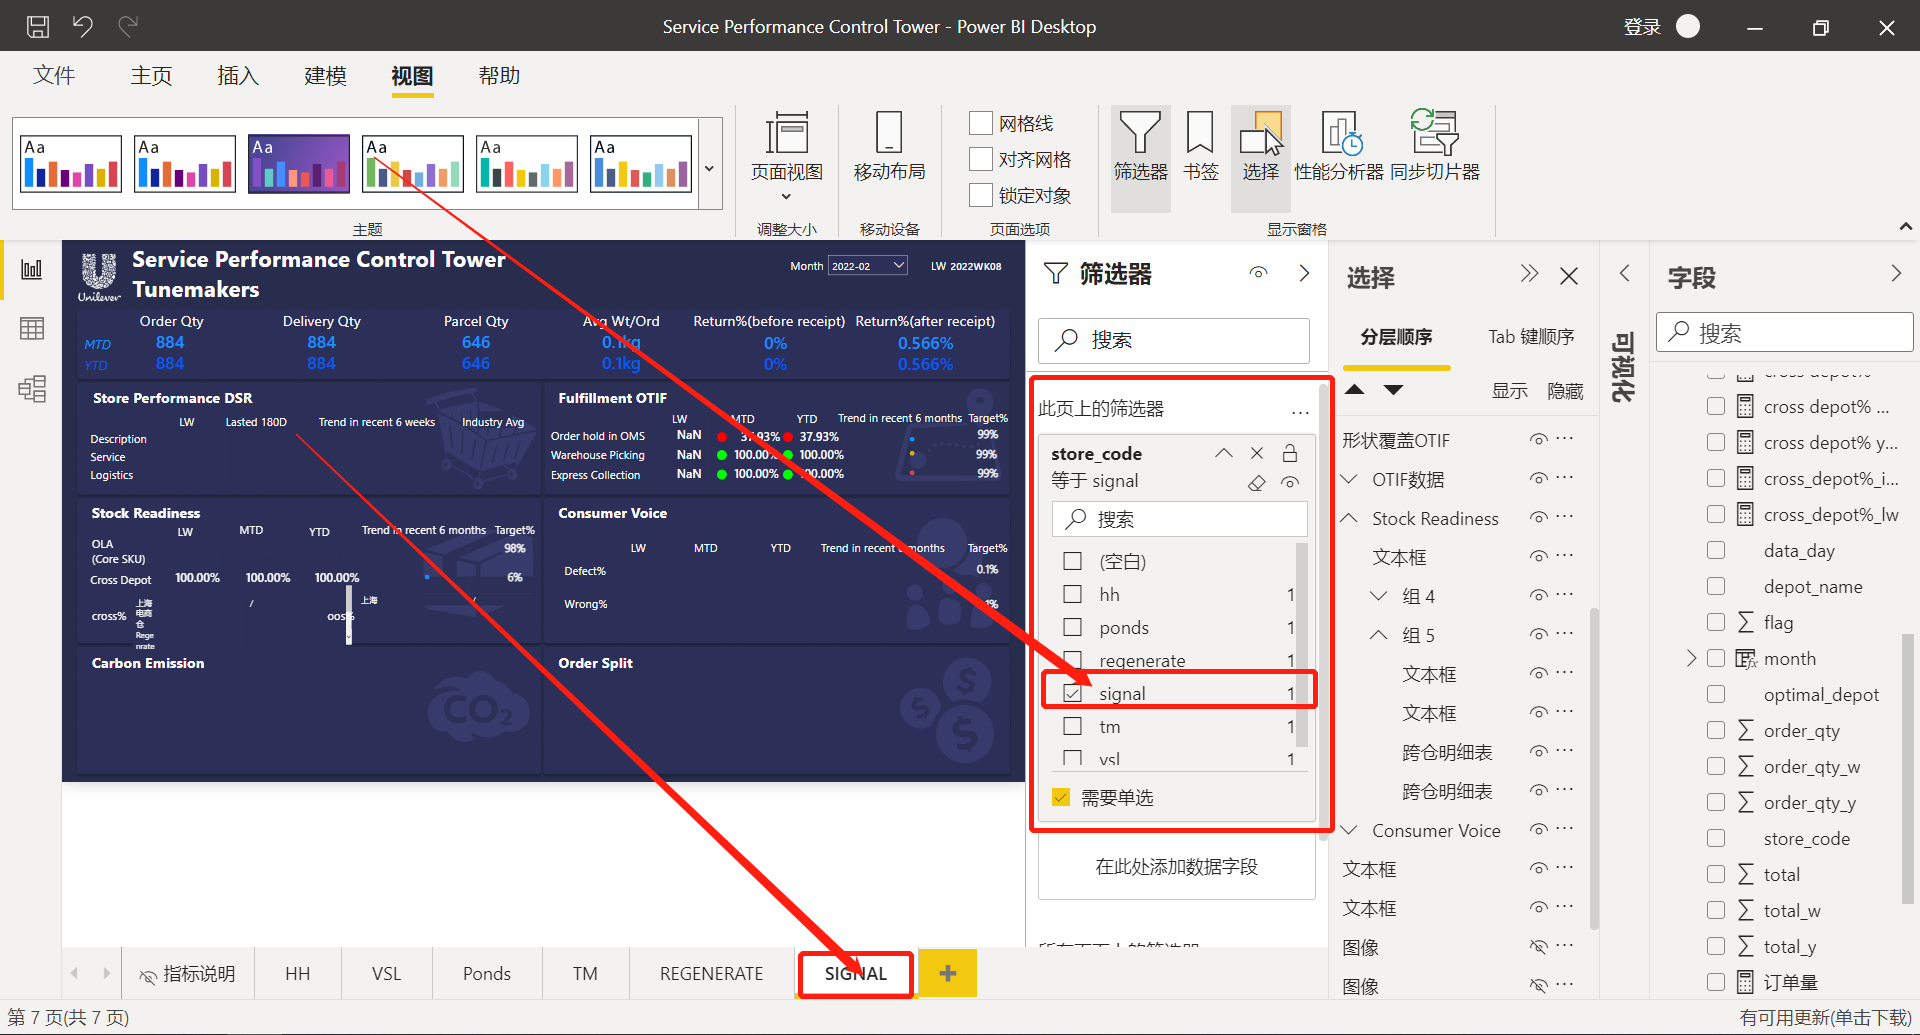 Service Performance Control Tower - Power BI Desktop
登录
文件
主页
插入
建模
视图
帮助
Aa
Aa
Aa
Aa
Aa
Aa
主题
页面视图
调整大小
移动布局
移动设备
网格线
对齐网格
锁定对象
页面选项
筛选器
书签
选择
性能分析器
同步切片器
显示窗格
Unilever
Service Performance Control Tower
Tunemakers
Month
2022-02
LW 2022WK08
Order Qty
Delivery Qty
Parcel Qty
Avg Wt/Ord
Return%(before receipt)
Return%(after receipt)
MTD
884
884
646
0.1kg
0%
0.566%
YTD
884
884
646
0.1kg
0%
0.566%
Store Performance DSR
LW
Lasted 180D
Trend in recent 6 weeks
Industry Avg
Description
Service
Logistics
Fulfillment OTIF
LW
MTD
YTD
Trend in recent 6 months
Target%
Order hold in OMS
NaN
37.93%
37.93%
99%
Warehouse Picking
NaN
100.00%
100.00%
99%
Express Collection
NaN
100.00%
100.00%
99%
Stock Readiness
LW
MTD
YTD
Trend in recent 6 months
Target%
OLA
(Core SKU)
98%
Cross Depot
100.00%
100.00%
100.00%
6%
cross%
上海
电商
仓
Rege
nrate
/
oos%
上海
/
Consumer Voice
LW
MTD
YTD
Trend in recent 6 months
Target%
Defect%
0.1%
Wrong%
Carbon Emission
CO2
Order Split
$
$
$
筛选器
搜索
此页上的筛选器
...
store_code
等于 signal
搜索
(空白)
hh 1
ponds 1
regenerate 1
signal 1
tm 1
vsl 1
需要单选
在此处添加数据字段
所有页面上的筛选器
选择
分层顺序
Tab 键顺序
显示
隐藏
形状覆盖OTIF
OTIF数据
Stock Readiness
文本框
组 4
组 5
文本框
文本框
跨仓明细表
跨仓明细表
Consumer Voice
文本框
文本框
图像
图像
可视化
字段
搜索
cross depot%
cross depot% ...
cross depot% y...
cross_depot%_i...
cross_depot%_lw
data_day
depot_name
flag
month
optimal_depot
order_qty
order_qty_w
order_qty_y
store_code
total
total_w
total_y
订单量
指标说明
HH
VSL
Ponds
TM
REGENERATE
SIGNAL
第 7 页(共 7 页)
有可用更新(单击下载)